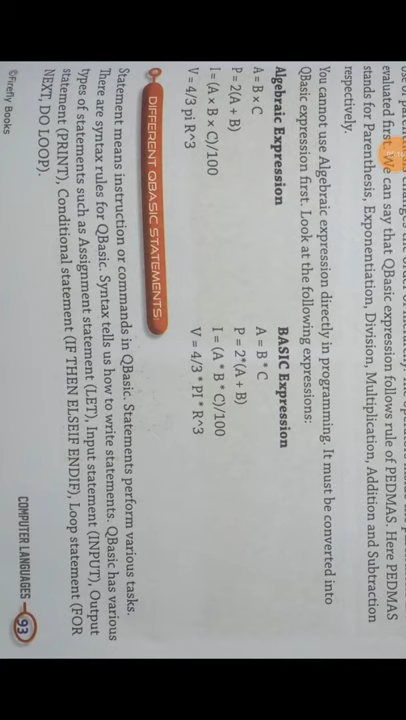 evaluated first. We can say that QBasic expression follows rule of PEDMAS. Here PEDMAS
stands for Parenthesis, Exponentiation, Division, Multiplication, Addition and Subtraction
respectively.
You cannot use Algebraic expression directly in programming. It must be converted into
QBasic expression first. Look at the following expressions:
Algebraic Expression BASIC Expression
A = B x C A = B * C
P = 2(A + B) P = 2*(A + B)
I = (A x B x C)/100 I = (A * B * C)/100
V = 4/3 pi R^3 V = 4/3 * PI * R^3
DIFFERENT QBASIC STATEMENTS:
Statement means instruction or commands in QBasic. Statements perform various tasks.
There are syntax rules for QBasic. Syntax tells us how to write statements. QBasic has various
types of statements such as Assignment statement (LET), Input statement (INPUT), Output
statement (PRINT), Conditional statement (IF THEN ELSEIF ENDIF), Loop statement (FOR
NEXT, DO LOOP).
©Firefly Books COMPUTER LANGUAGES 93